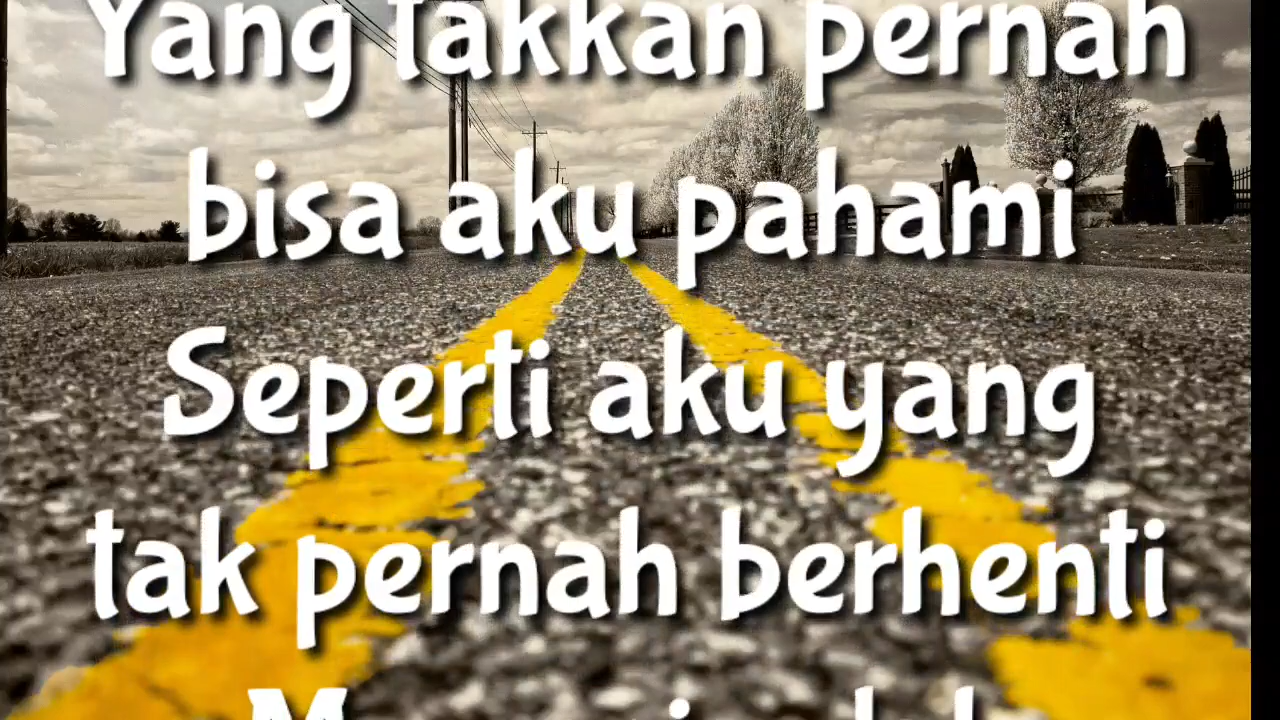 Yang takkan pernah
bisa aku pahami
Seperti aku yang
tak pernah berhenti